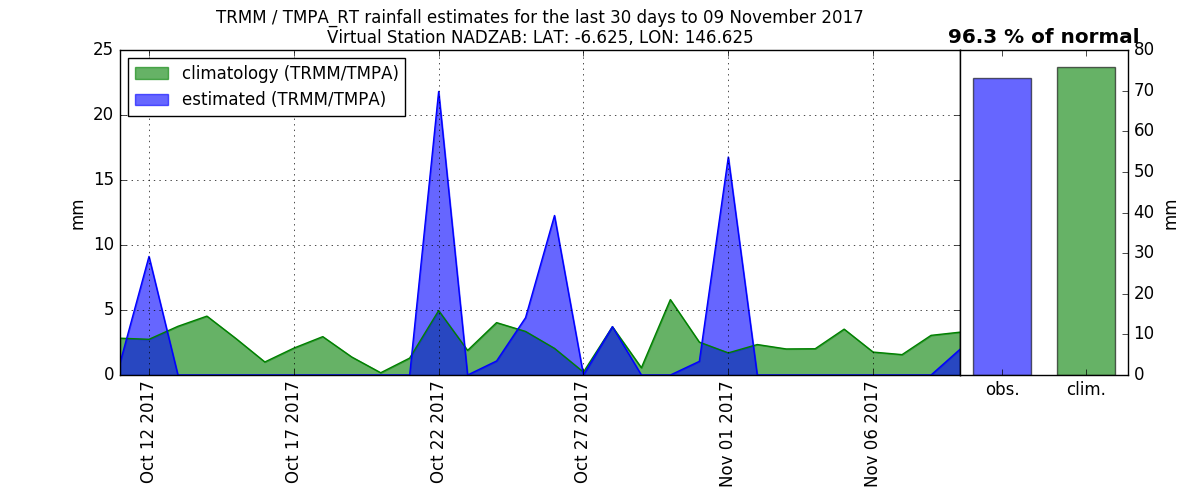 TRMM / TMPA_RT rainfall estimates for the last 30 days to 09 November 2017
Virtual Station NADZAB: LAT: -6.625, LON: 146.625
96.3 % of normal
climatology (TRMM/TMPA)
estimated (TRMM/TMPA)
25
20
15
10
5
0
mm
Oct 12 2017
Oct 17 2017
Oct 22 2017
Oct 27 2017
Nov 01 2017
Nov 06 2017
80
70
60
50
40
30
20
10
0
mm
obs.
clim.